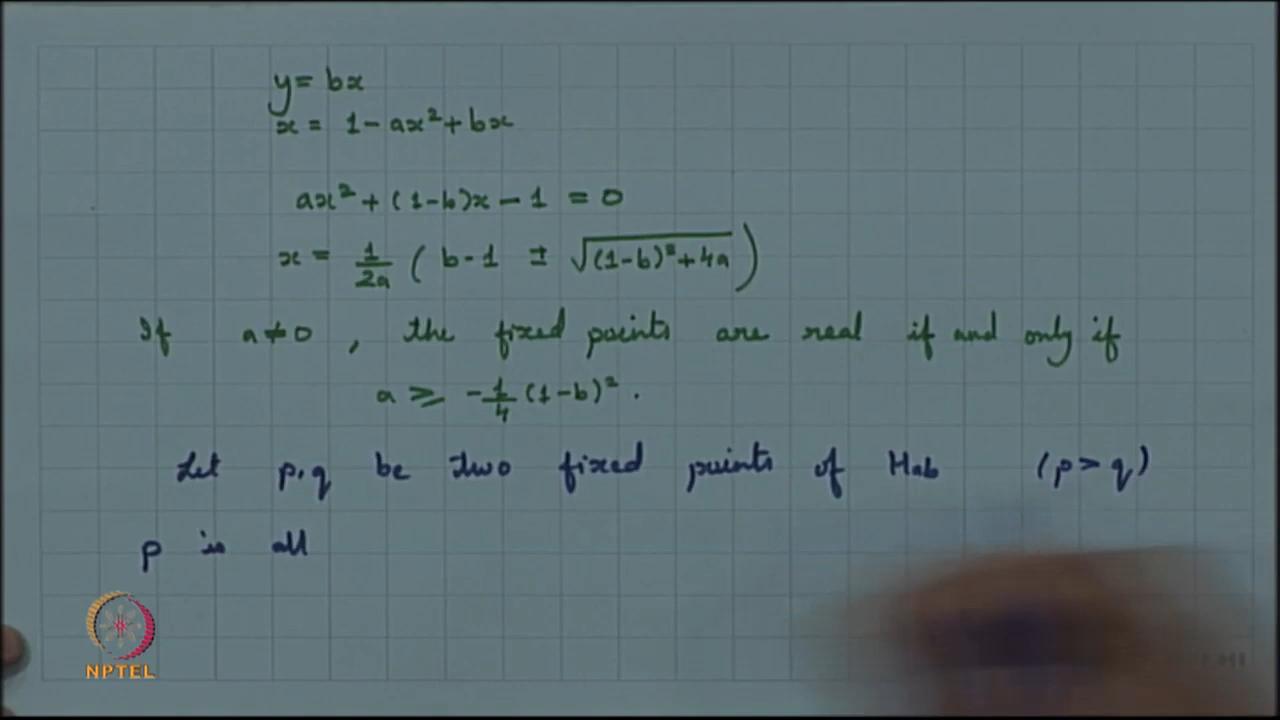 y = bx
x = 1 - ax² + bx
ax² + (1-b)x - 1 = 0
x = 1/2a ( b-1 ± √(1-b)² + 4a )
If a ≠ 0 , the fixed points are real if and only if
a ≥ -1/4 (1-b)² .
Let p, q be two fixed points of Hab (p > q)
p is all
NPTEL